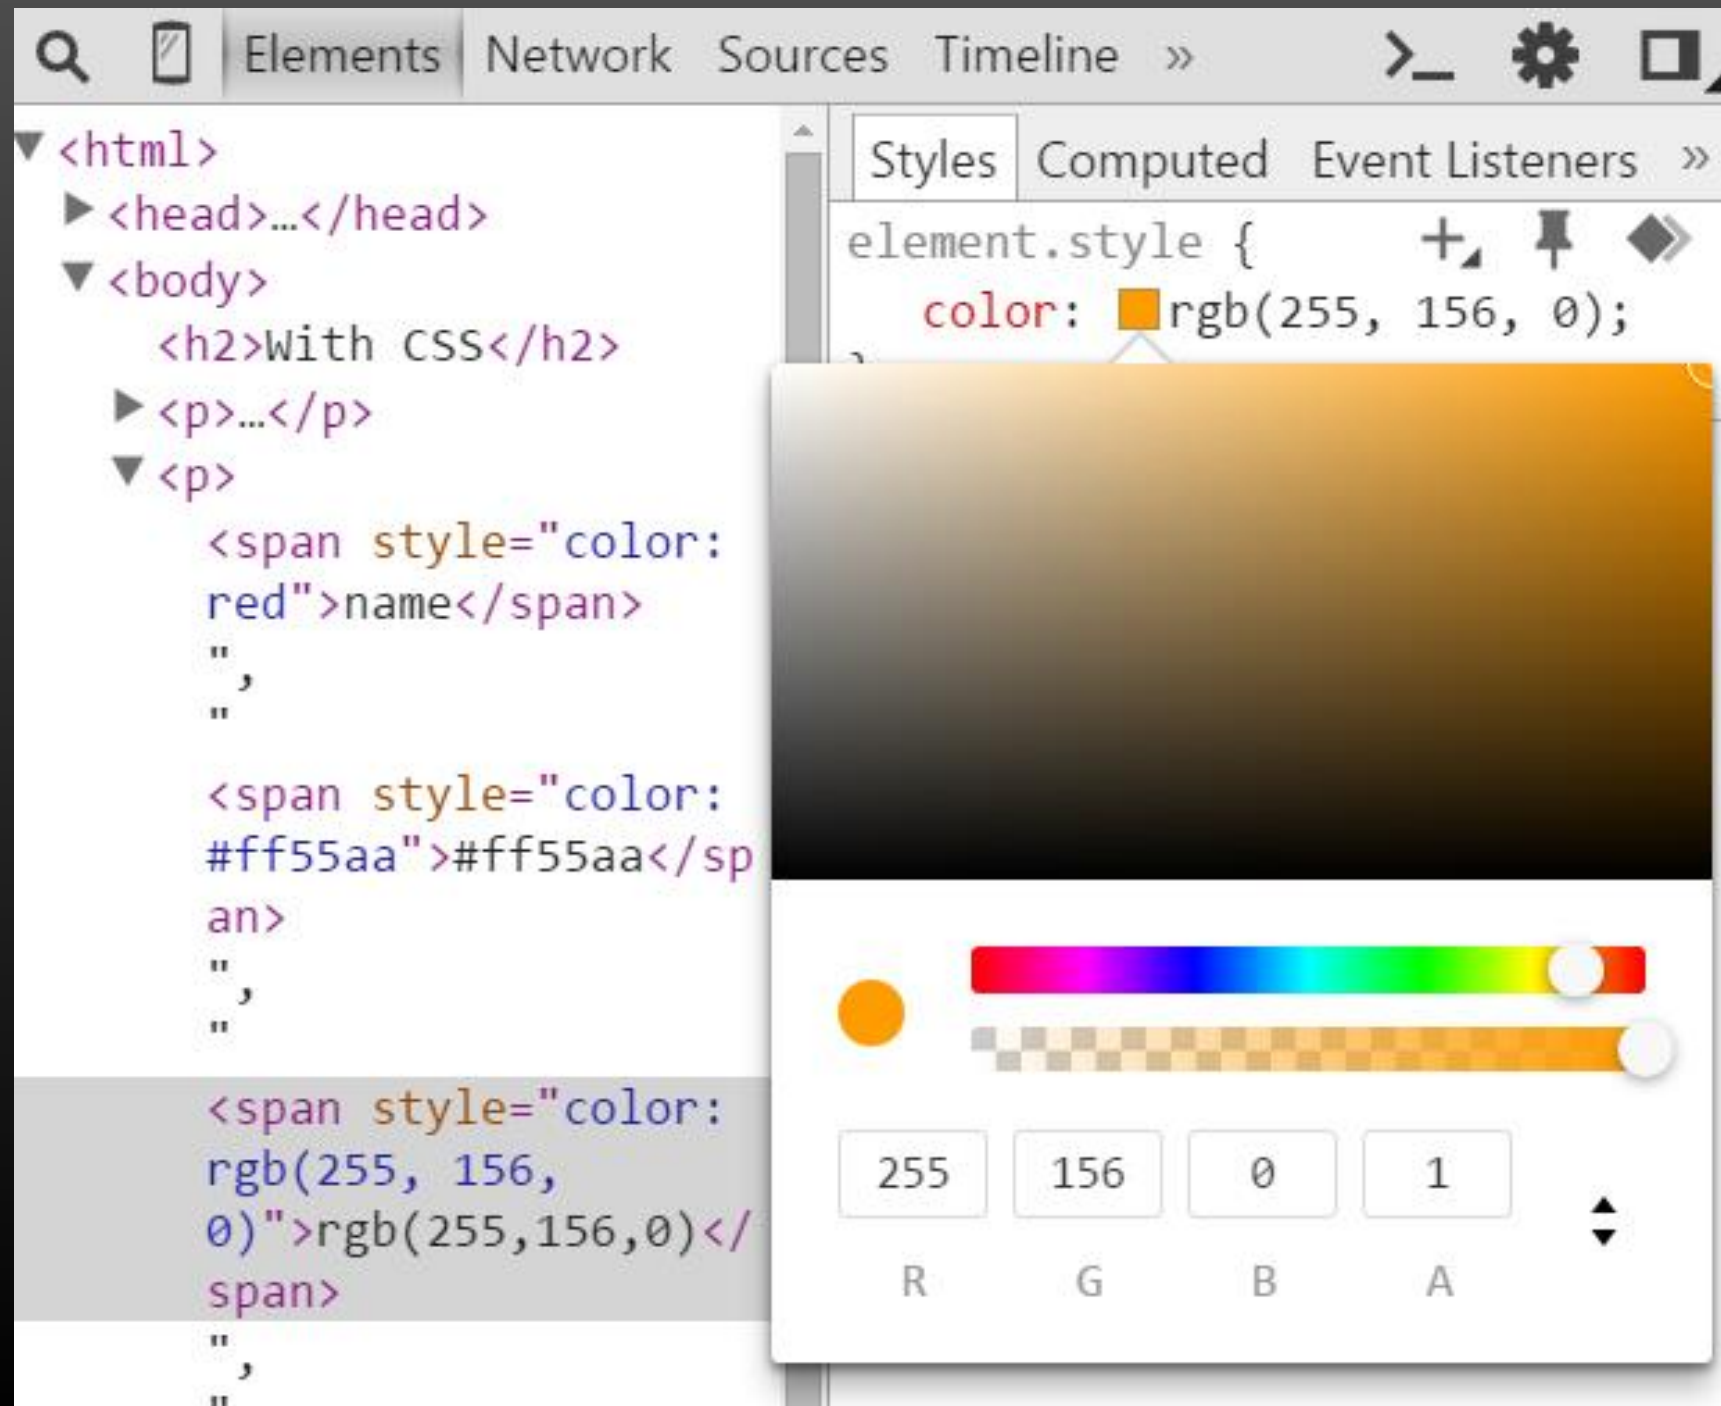 Elements Network Sources Timeline »
<html>
<head>…</head>
<body>
<h2>With CSS</h2>
<p>…</p>
<p>
<span style="color:
red">name</span>
",
"
<span style="color:
#ff55aa">#ff55aa</sp
an>
",
"
<span style="color:
rgb(255, 156,
0)">rgb(255,156,0)</
span>
",
"
Styles Computed Event Listeners »
element.style {
color: rgb(255, 156, 0);
}
255 156 0 1
R G B A